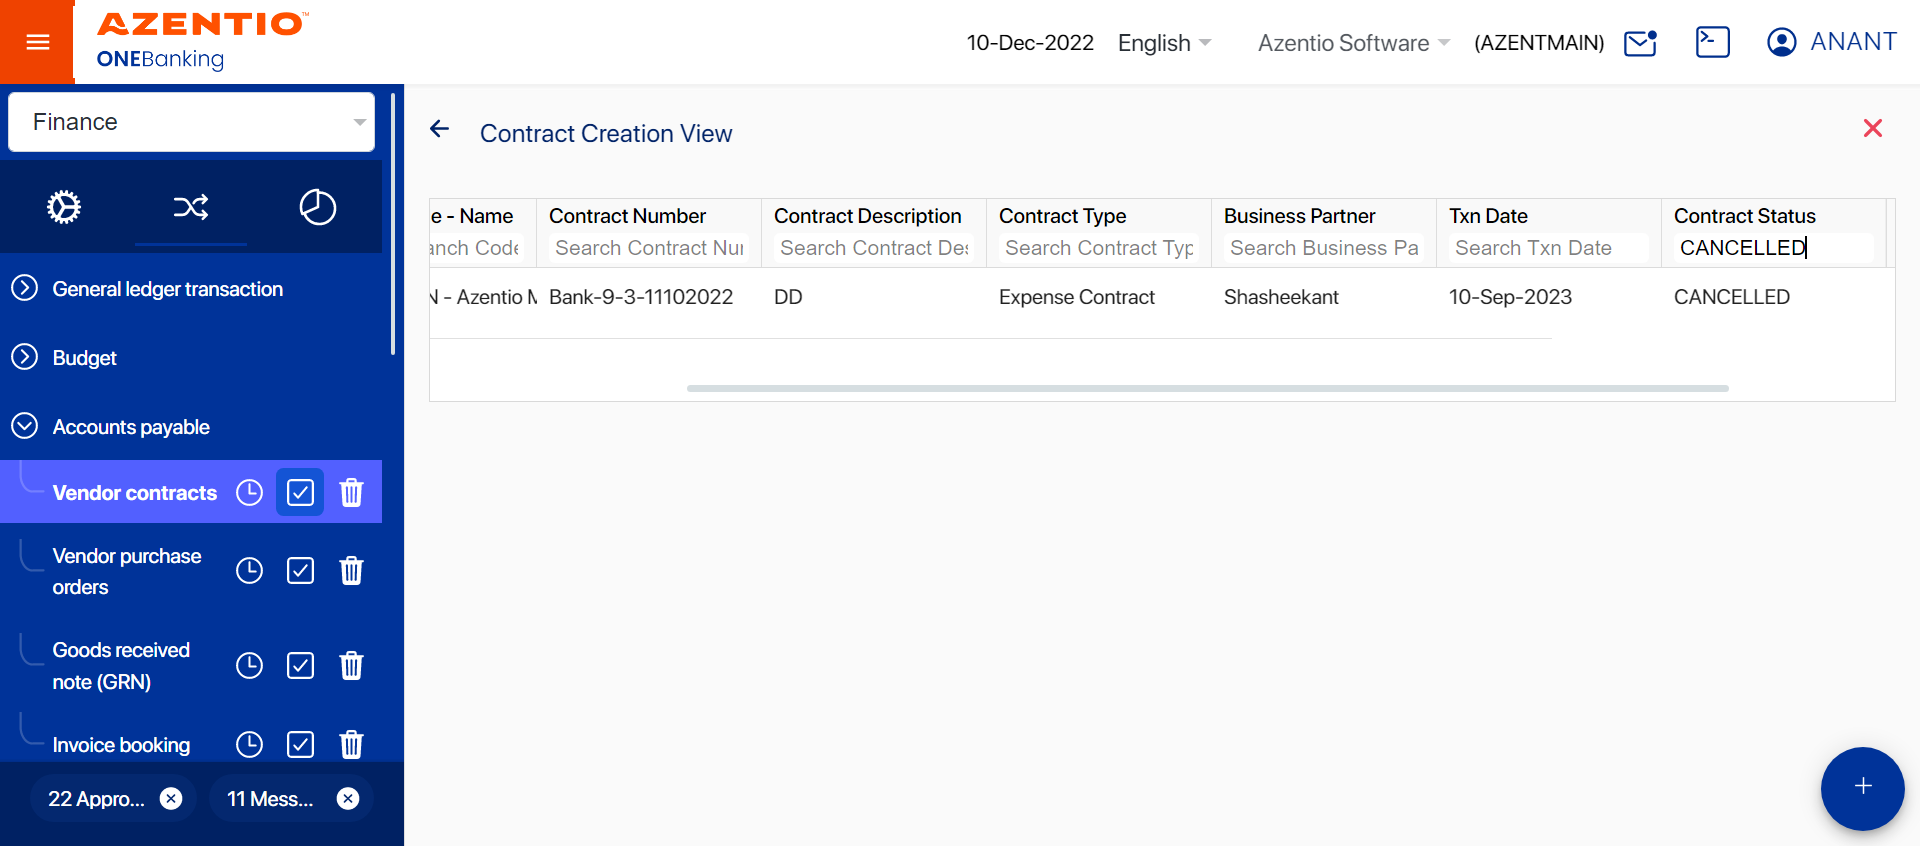 AZENTIO™
ONEBanking
10-Dec-2022 English Azentio Software (AZENTMAIN) ANANT
Finance
General ledger transaction
Budget
Accounts payable
Vendor contracts
Vendor purchase
orders
Goods received
note (GRN)
Invoice booking
22 Appro...
11 Mess...
Contract Creation View
e - Name Contract Number Contract Description Contract Type Business Partner Txn Date Contract Status
anch Code Search Contract Nur Search Contract Des Search Contract Typ Search Business Pa Search Txn Date CANCELLED
N - Azentio M Bank-9-3-11102022 DD Expense Contract Shasheekant 10-Sep-2023 CANCELLED